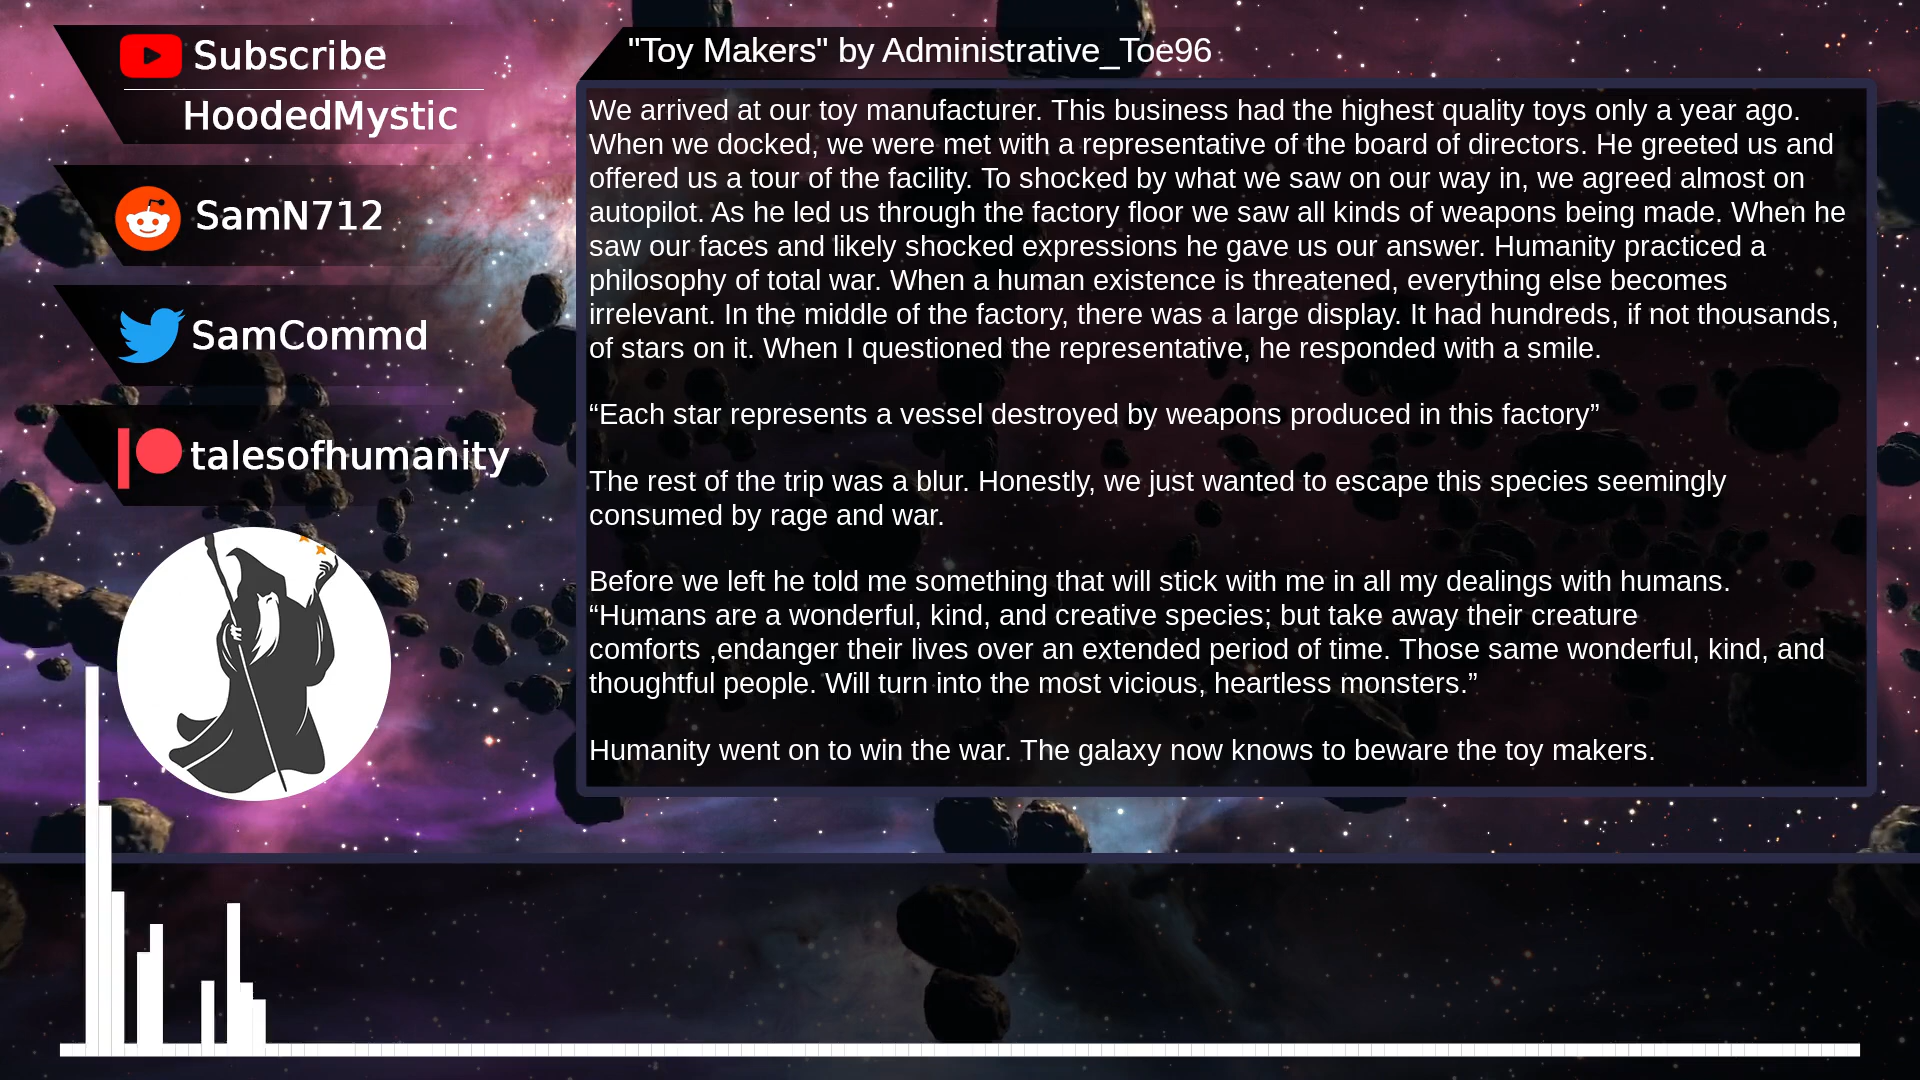 Subscribe
HoodedMystic
SamN712
SamCommd
talesofhumanity
"Toy Makers" by Administrative_Toe96
We arrived at our toy manufacturer. This business had the highest quality toys only a year ago.
When we docked, we were met with a representative of the board of directors. He greeted us and
offered us a tour of the facility. To shocked by what we saw on our way in, we agreed almost on
autopilot. As he led us through the factory floor we saw all kinds of weapons being made. When he
saw our faces and likely shocked expressions he gave us our answer. Humanity practiced a
philosophy of total war. When a human existence is threatened, everything else becomes
irrelevant. In the middle of the factory, there was a large display. It had hundreds, if not thousands,
of stars on it. When I questioned the representative, he responded with a smile.
“Each star represents a vessel destroyed by weapons produced in this factory”
The rest of the trip was a blur. Honestly, we just wanted to escape this species seemingly
consumed by rage and war.
Before we left he told me something that will stick with me in all my dealings with humans.
“Humans are a wonderful, kind, and creative species; but take away their creature
comforts ,endanger their lives over an extended period of time. Those same wonderful, kind, and
thoughtful people. Will turn into the most vicious, heartless monsters.”
Humanity went on to win the war. The galaxy now knows to beware the toy makers.